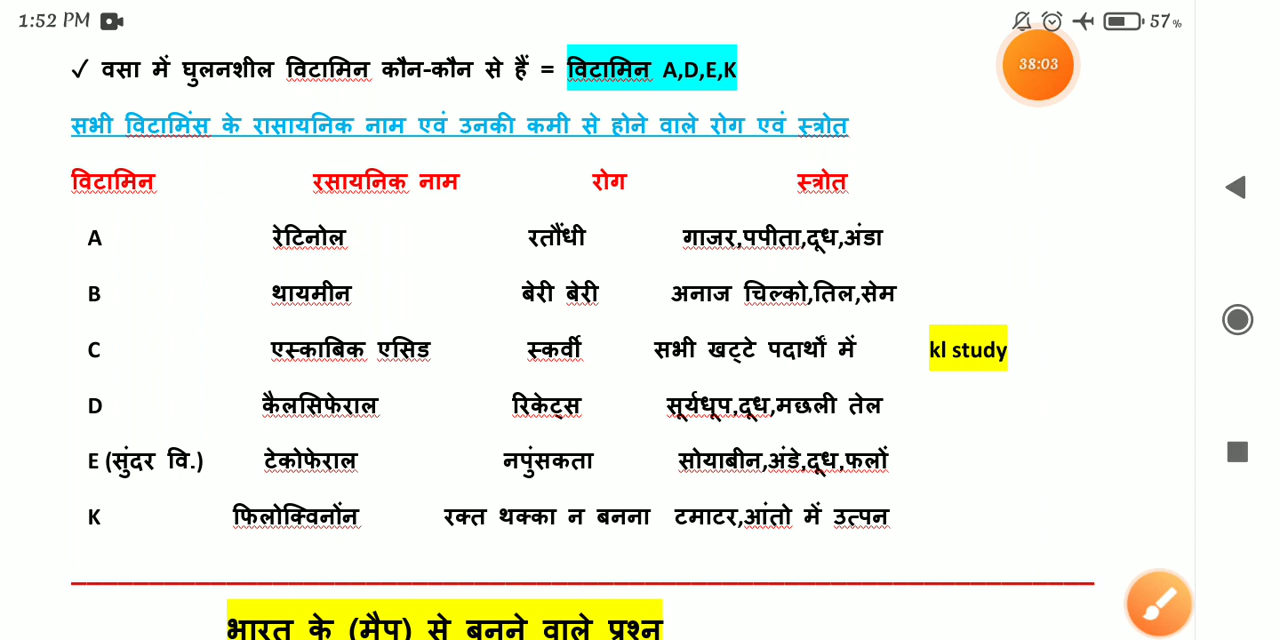 1:52 PM 57%
38:03
✓ वसा में घुलनशील विटामिन कौन-कौन से हैं = विटामिन A,D,E,K
सभी विटामिंस के रासायनिक नाम एवं उनकी कमी से होने वाले रोग एवं स्त्रोत
विटामिन रसायनिक नाम रोग स्त्रोत
A रेटिनोल रतौंधी गाजर,पपीता,दूध,अंडा
B थायमीन बेरी बेरी अनाज चिल्को,तिल,सेम
C एस्काबिक एसिड स्कर्वी सभी खट्टे पदार्थों में kl study
D कैलसिफेराल रिकेट्स सूर्यधूप,दूध,मछली तेल
E (सुंदर वि.) टेकोफेराल नपुंसकता सोयाबीन,अंडे,दूध,फलों
K फिलोक्विनोंन रक्त थक्का न बनना टमाटर,आंतो में उत्पन
भारत के (मैप) से बनने वाले प्रश्न